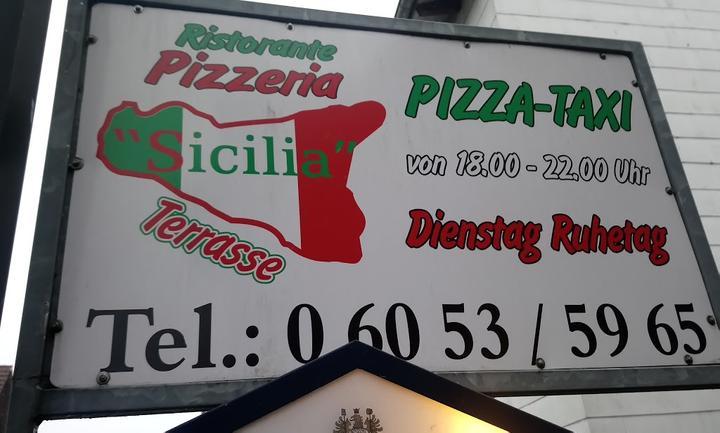 Ristorante
Pizzeria
"Sicilia"
Terrasse
PIZZA-TAXI
von 18.00 - 22.00 Uhr
Dienstag Ruhetag
Tel.: 0 60 53 / 59 65